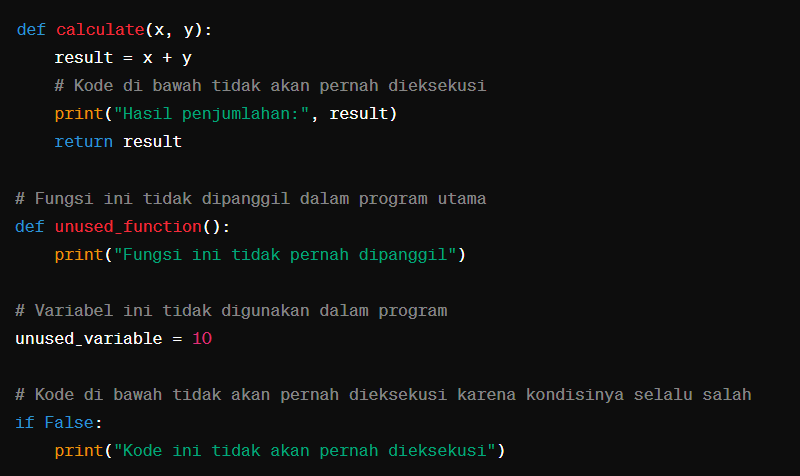 def calculate(x, y):
    result = x + y
    # Kode di bawah tidak akan pernah dieksekusi
    print("Hasil penjumlahan:", result)
    return result

# Fungsi ini tidak dipanggil dalam program utama
def unused_function():
    print("Fungsi ini tidak pernah dipanggil")

# Variabel ini tidak digunakan dalam program
unused_variable = 10

# Kode di bawah tidak akan pernah dieksekusi karena kondisinya selalu salah
if False:
    print("Kode ini tidak akan pernah dieksekusi")